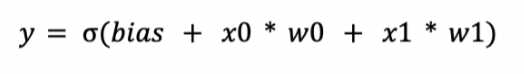 y = σ(bias + x0 * w0 + x1 * w1)